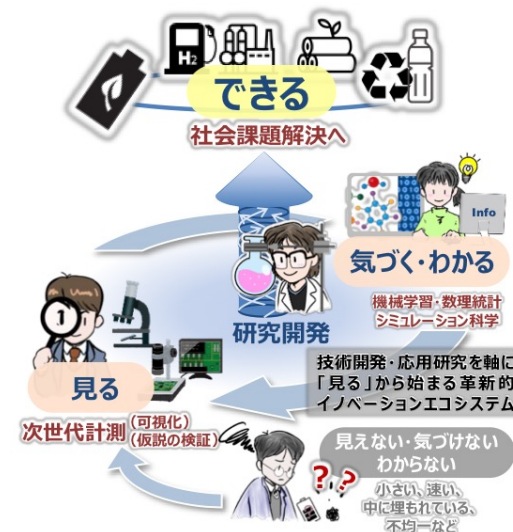 H2
できる
社会課題解決へ
Info
気づく・わかる
機械学習・数理統計
シミュレーション科学
研究開発
技術開発・応用研究を軸に
「見る」から始まる革新的
イノベーションエコシステム
見る
次世代計測(可視化)
(仮説の検証)
見えない・気づけない
わからない
??
小さい、速い、
中に埋もれている、
不均一など